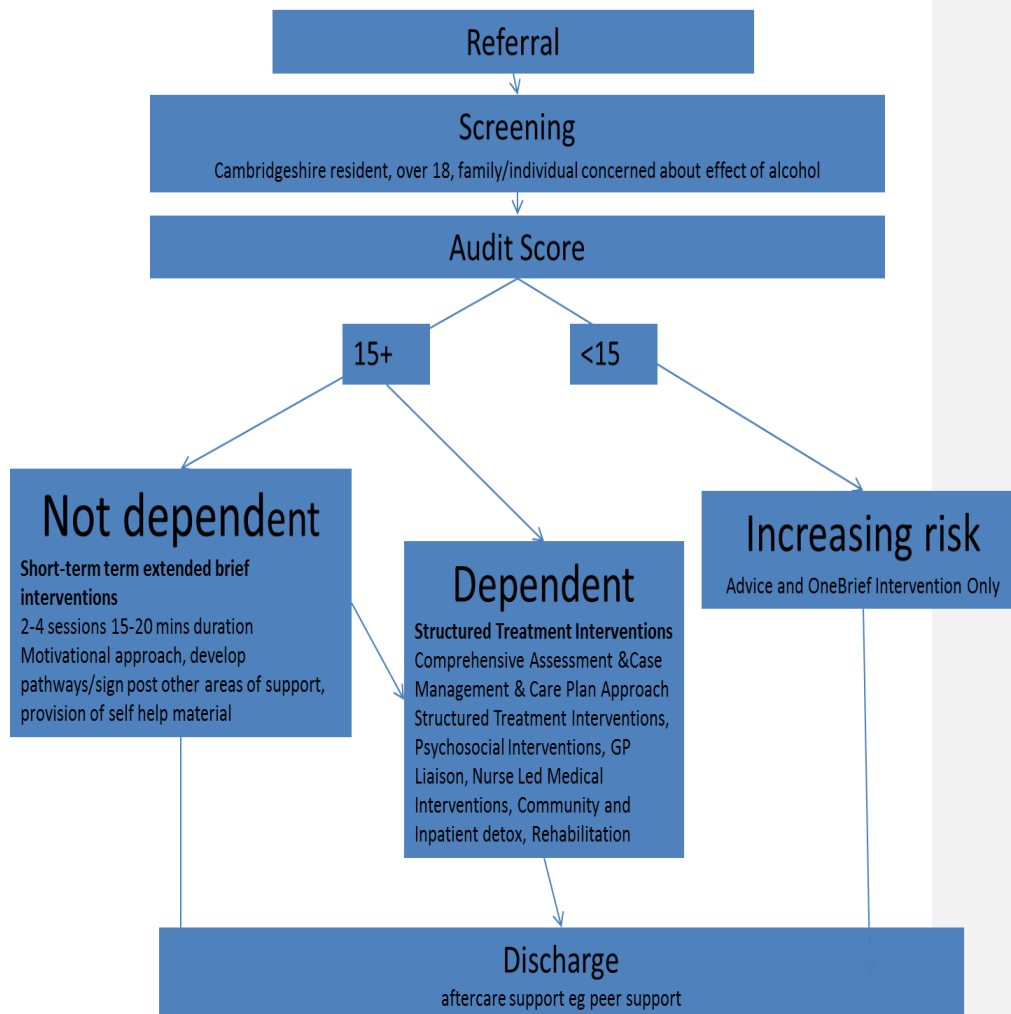 Referral
Screening
Cambridgeshire resident, over 18, family/individual concerned about effect of alcohol
Audit Score
15+
<15
Not dependent
Short-term term extended brief
interventions
2-4 sessions 15-20 mins duration
Motivational approach, develop
pathways/sign post other areas of support,
provision of self help material
Dependent
Structured Treatment Interventions
Comprehensive Assessment &Case
Management & Care Plan Approach
Structured Treatment Interventions,
Psychosocial Interventions, GP
Liaison, Nurse Led Medical
Interventions, Community and
Inpatient detox, Rehabilitation
Increasing risk
Advice and OneBrief Intervention Only
Discharge
aftercare support eg peer support